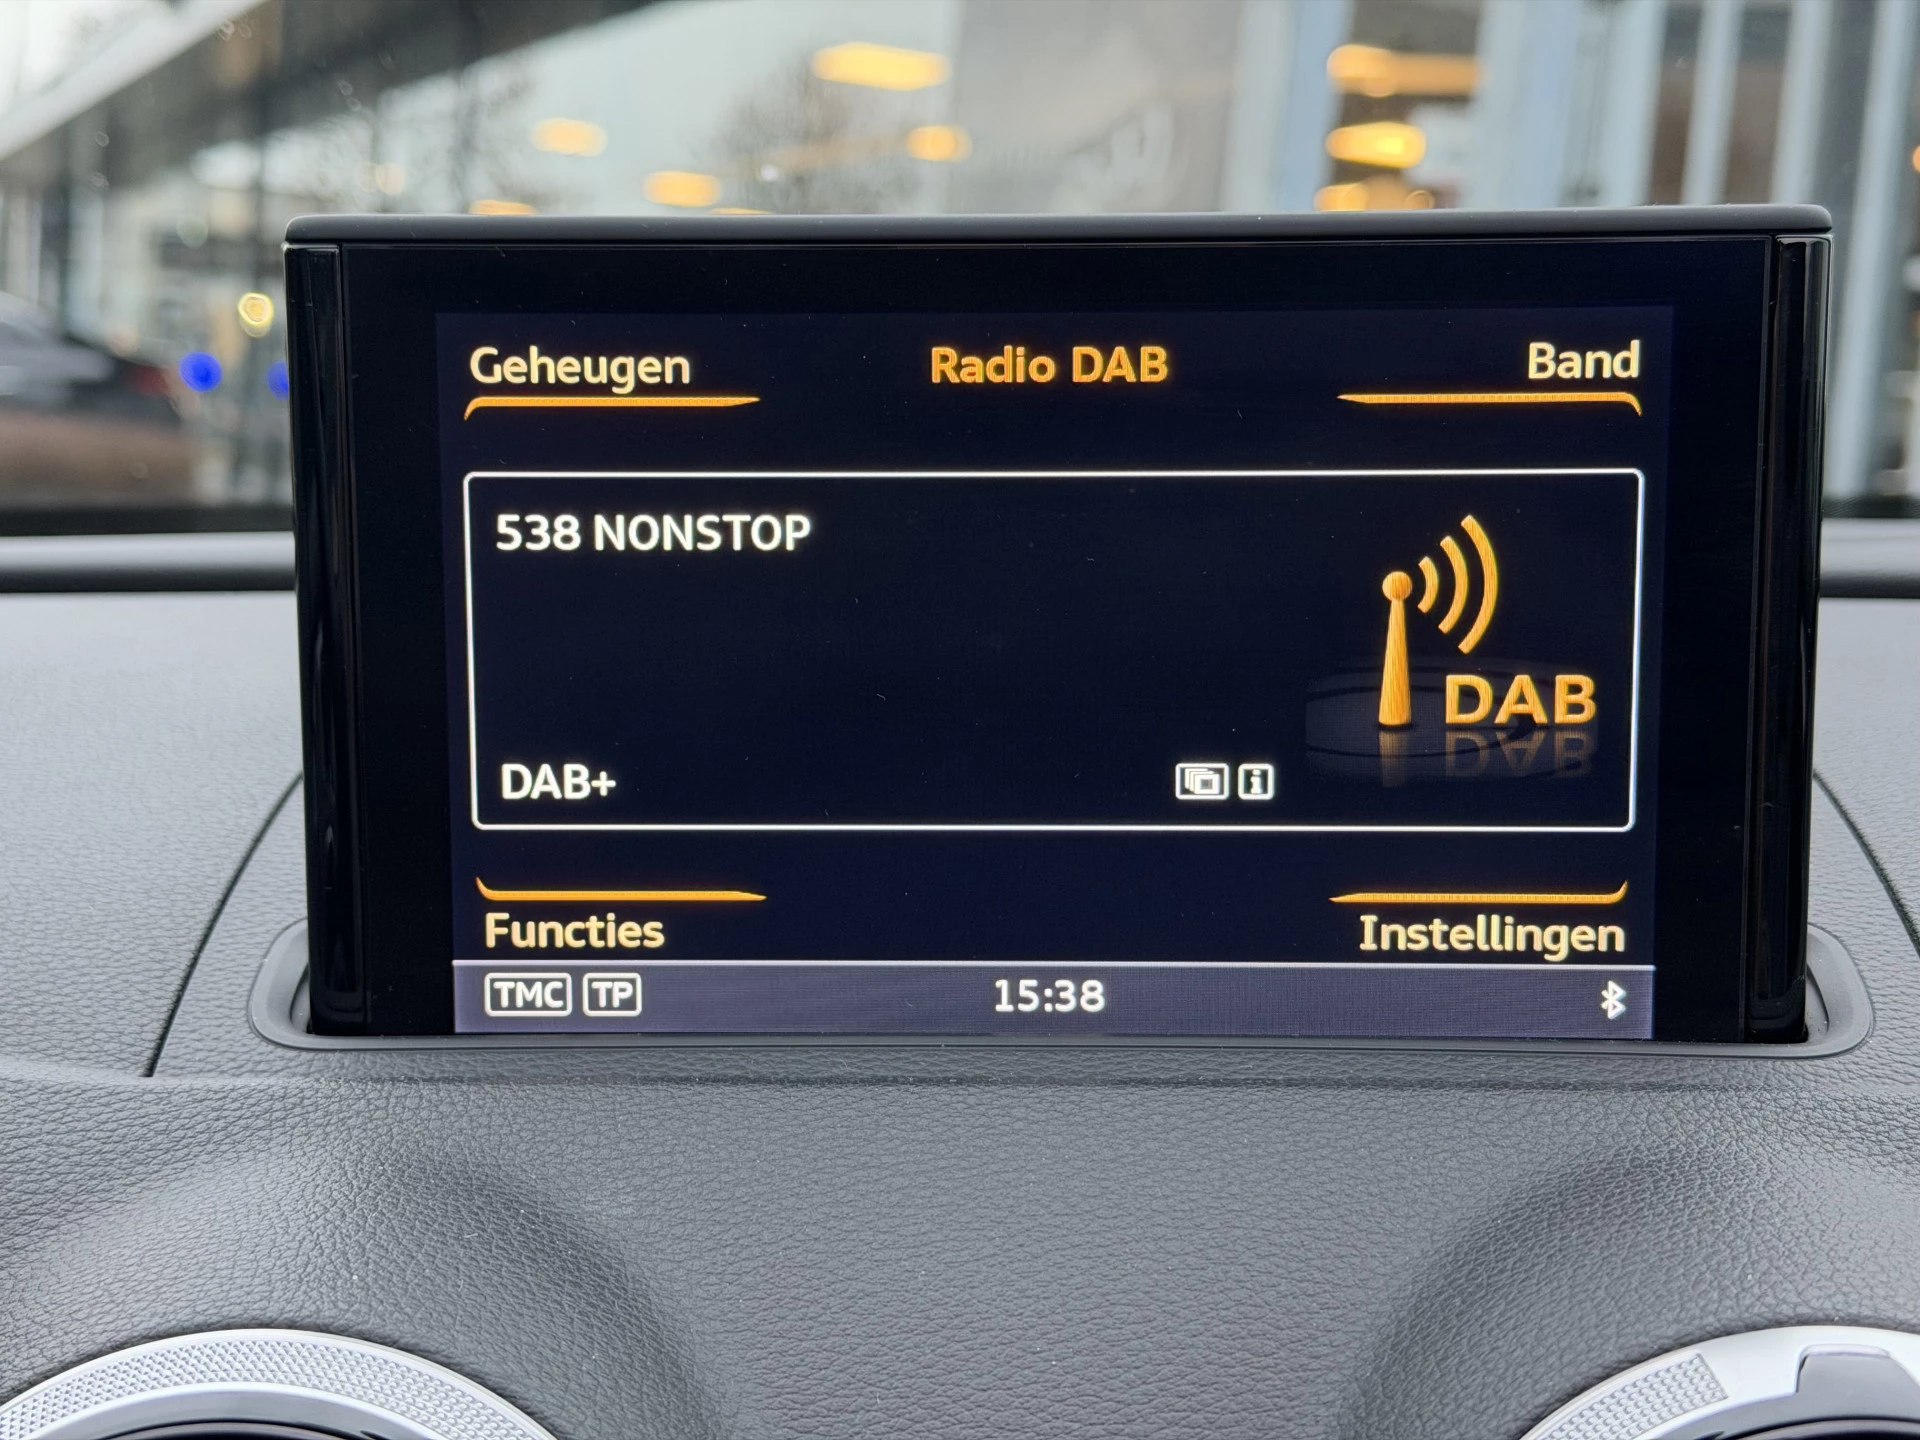 Geheugen Radio DAB Band
538 NONSTOP
DAB
DAB+
Functies Instellingen
TMC TP 15:38